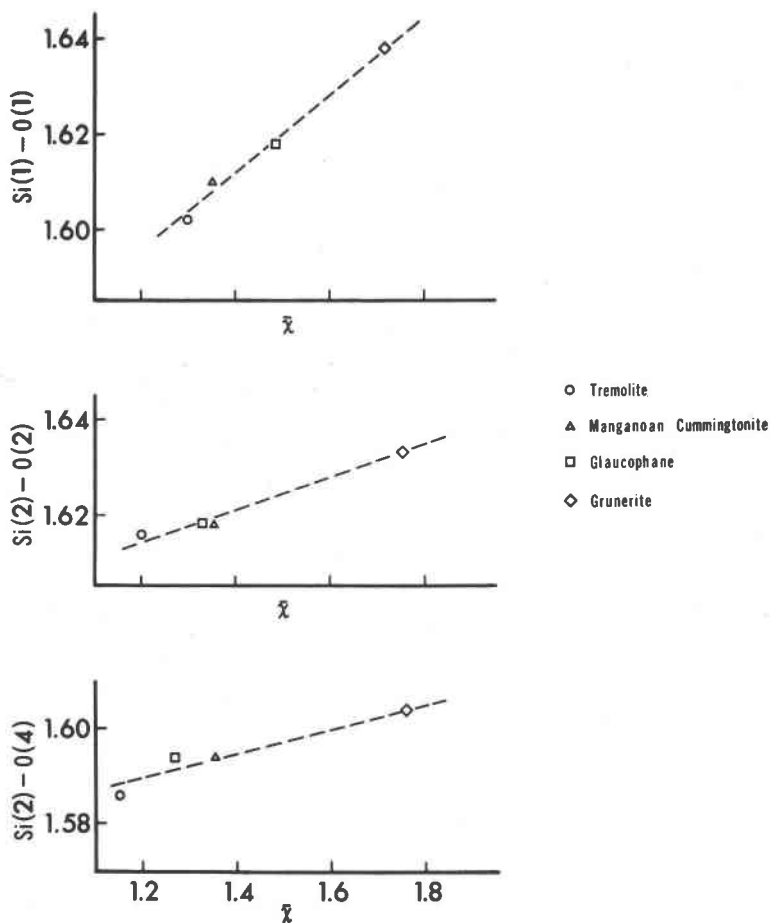 1.64
1.62
1.60
Si(1) – O(1)
χ̄
1.64
1.62
Si(2) – O(2)
χ̄
Tremolite
Manganoan Cummingtonite
Glaucophane
Grunerite
1.60
1.58
Si(2) – O(4)
1.2 1.4 1.6 1.8
χ̄